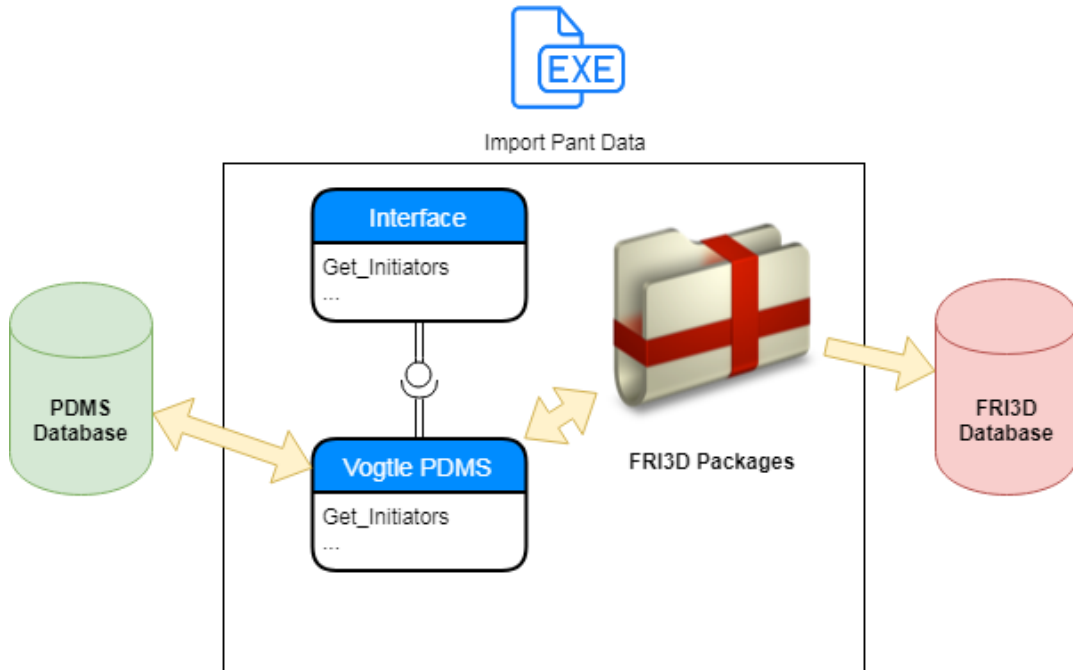 EXE
Import Pant Data
Interface
Get_Initiators
...
PDMS
Database
Vogtle PDMS
Get_Initiators
...
FRI3D Packages
FRI3D
Database